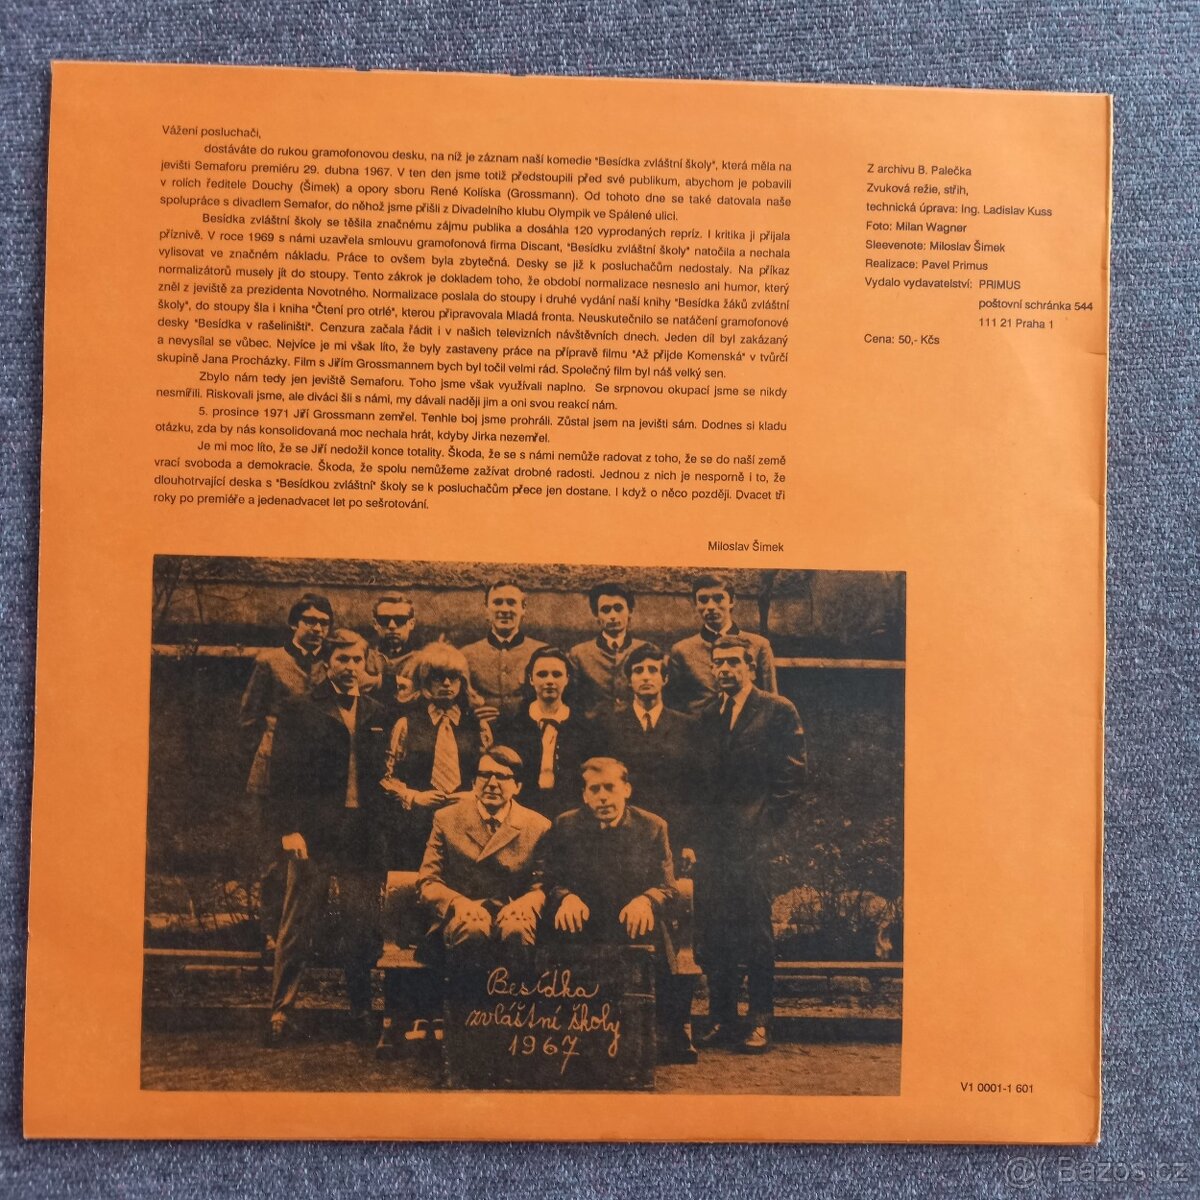 Vážení posluchači,
dostáváte do rukou gramofonovou desku, na níž je záznam naší komedie "Besídka zvláštní školy", která měla na
jevišti Semaforu premiéru 29. dubna 1967. V ten den jsme totiž předstoupili před své publikum, abychom je pobavili
v rolích ředitele Douchy (Šimek) a opory sboru René Kolíska (Grossmann). Od tohoto dne se také datovala naše
spolupráce s divadlem Semafor, do něhož jsme přišli z Divadelního klubu Olympik ve Spálené ulici.
Besídka zvláštní školy se těšila značnému zájmu publika a dosáhla 120 vyprodaných repríz. I kritika ji přijala
příznivě. V roce 1969 s námi uzavřela smlouvu gramofonová firma Discant, "Besídku zvláštní školy" natočila a nechala
vylisovat ve značném nákladu. Práce to ovšem byla zbytečná. Desky se již k posluchačům nedostaly. Na příkaz
normalizátorů musely jít do stoupy. Tento zákrok je dokladem toho, že období normalizace nesneslo ani humor, který
zněl z jeviště za prezidenta Novotného. Normalizace poslala do stoupy i druhé vydání naší knihy "Besídka žáků zvláštní
školy", do stoupy šla i kniha "Čtení pro otrlé", kterou připravovala Mladá fronta. Neuskutečnilo se natáčení gramofonové
desky "Besídka v rašeliništi". Cenzura začala řádit i v našich televizních návštěvních dnech. Jeden díl byl zakázaný
a nevysílal se vůbec. Nejvíce je mi však líto, že byly zastaveny práce na přípravě filmu "Až přijde Komenská" v tvůrčí
skupině Jana Procházky. Film s Jiřím Grossmannem bych byl točil velmi rád. Společný film byl náš velký sen.
Zbylo nám tedy jen jeviště Semaforu. Toho jsme však využívali naplno. Se srpnovou okupací jsme se nikdy
nesmířili. Riskovali jsme, ale diváci šli s námi, my dávali naději jim a oni svou reakcí nám.
5. prosince 1971 Jiří Grossmann zemřel. Tenhle boj jsme prohráli. Zůstal jsem na jevišti sám. Dodnes si kladu
otázku, zda by nás konsolidovaná moc nechala hrát, kdyby Jirka nezemřel.
Je mi moc líto, že se Jiří nedožil konce totality. Škoda, že se s námi nemůže radovat z toho, že se do naší země
vrací svoboda a demokracie. Škoda, že spolu nemůžeme zažívat drobné radosti. Jednou z nich je nesporně i to, že
dlouhotrvající deska s "Besídkou zvláštní" školy se k posluchačům přece jen dostane. I když o něco později. Dvacet tři
roky po premiéře a jedenadvacet let po sešrotování.
Miloslav Šimek
Z archivu B. Palečka
Zvuková režie, střih,
technická úprava: Ing. Ladislav Kuss
Foto: Milan Wagner
Sleevenote: Miloslav Šimek
Realizace: Pavel Primus
Vydalo vydavatelství: PRIMUS
poštovní schránka 544
111 21 Praha 1
Cena: 50,- Kčs
Besídka
zvláštní školy
1967
V1 0001-1 601
@ Bazos.cz